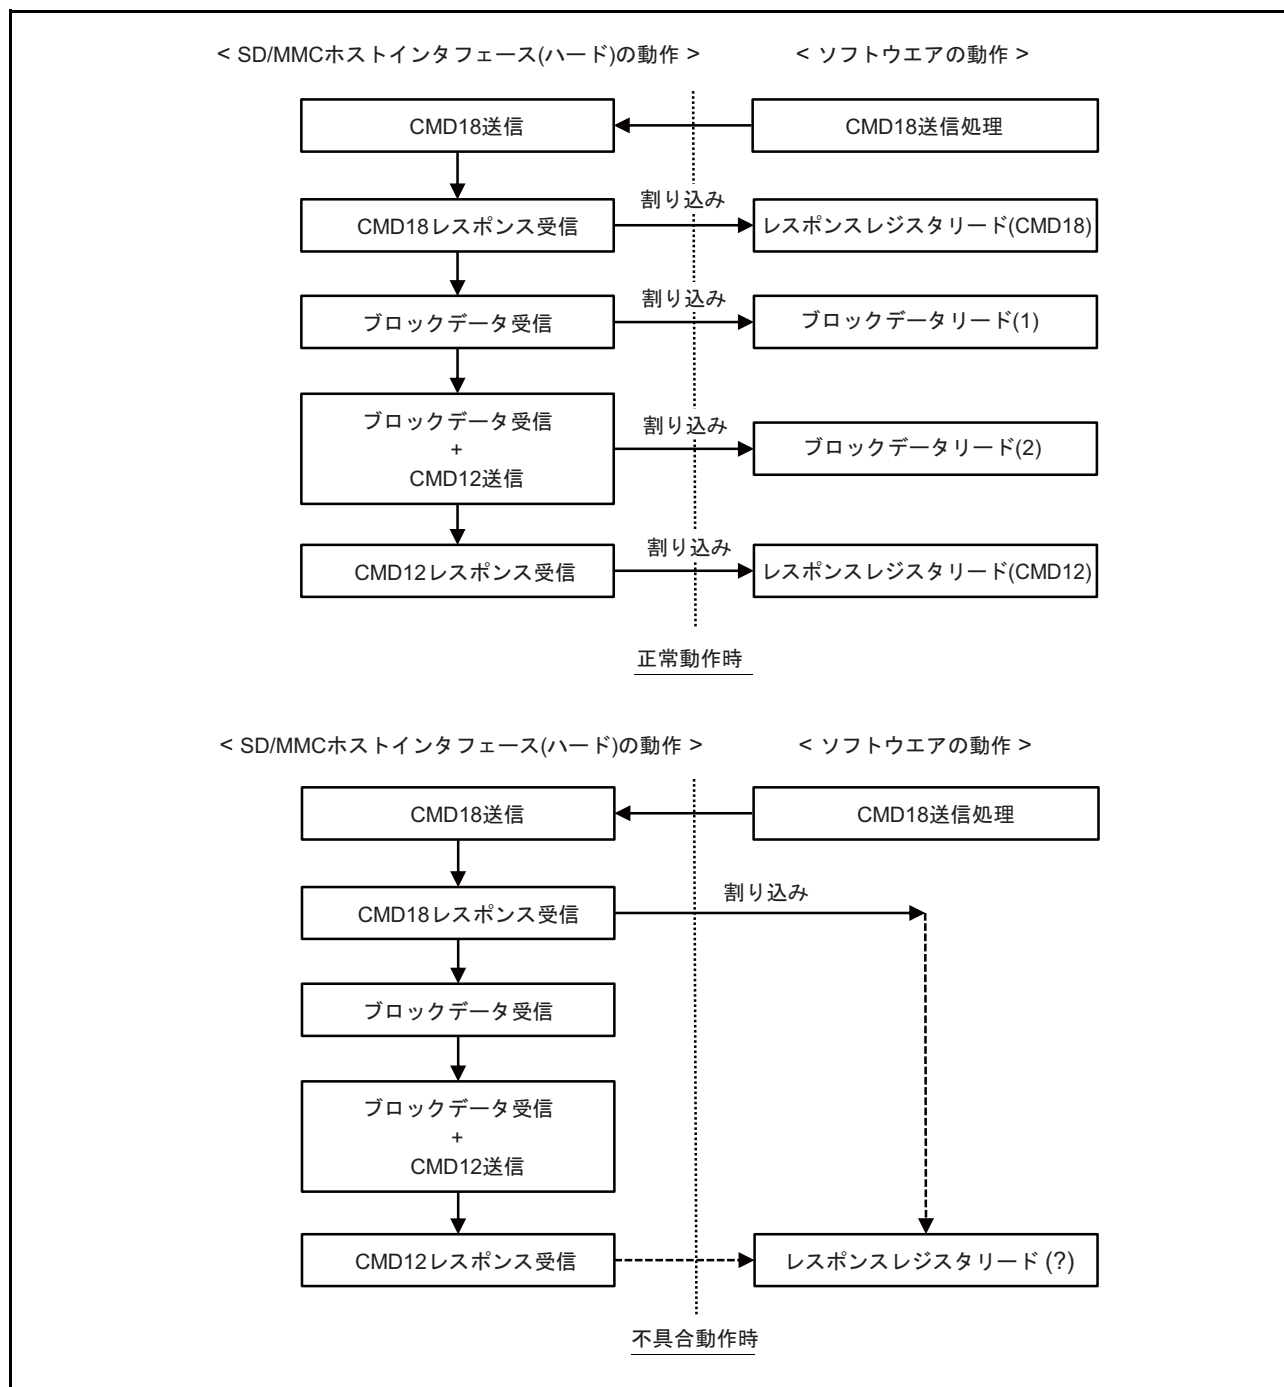 < SD/MMCホストインタフェース(ハード)の動作 >
< ソフトウエアの動作 >
CMD18送信
CMD18送信処理
割り込み
CMD18レスポンス受信
レスポンスレジスタリード(CMD18)
割り込み
ブロックデータ受信
ブロックデータリード(1)
ブロックデータ受信
+
CMD12送信
割り込み
ブロックデータリード(2)
割り込み
CMD12レスポンス受信
レスポンスレジスタリード(CMD12)
正常動作時
< SD/MMCホストインタフェース(ハード)の動作 >
< ソフトウエアの動作 >
CMD18送信
CMD18送信処理
割り込み
CMD18レスポンス受信
ブロックデータ受信
ブロックデータ受信
+
CMD12送信
CMD12レスポンス受信
レスポンスレジスタリード (?)
不具合動作時